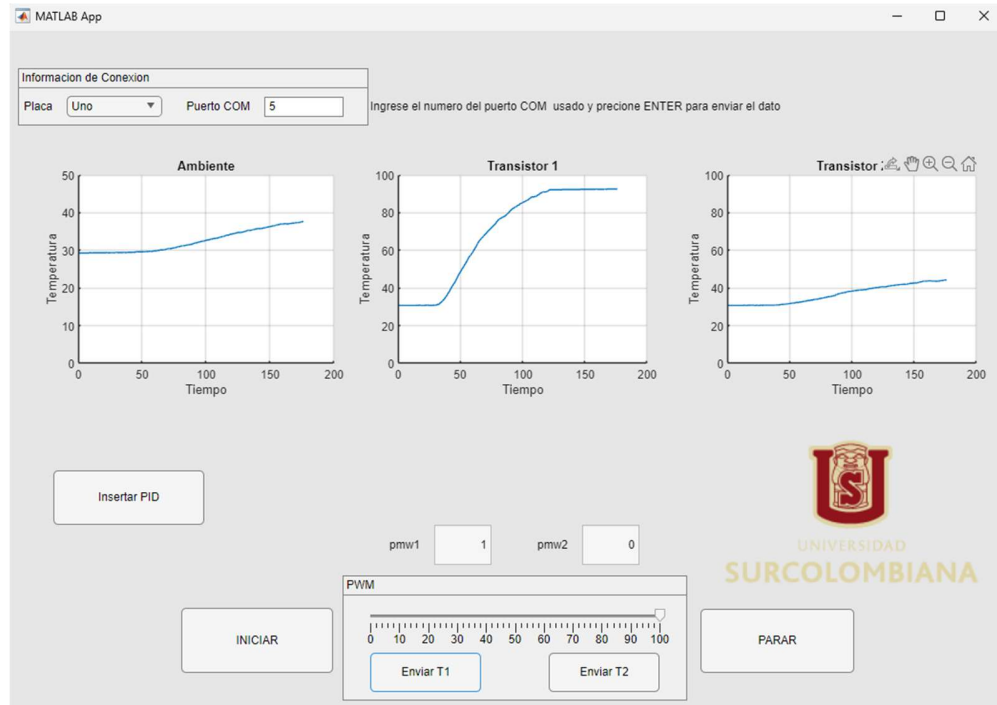 MATLAB App
Informacion de Conexion
Placa Uno Puerto COM 5 Ingrese el numero del puerto COM usado y precione ENTER para enviar el dato
Ambiente
50
40
30
20
10
0
Temperatura
0 50 100 150 200
Tiempo
Transistor 1
100
80
60
40
20
0
Temperatura
0 50 100 150 200
Tiempo
Transistor
100
80
60
40
20
0
Temperatura
0 50 100 150 200
Tiempo
Insertar PID
pmw1 1 pmw2 0
UNIVERSIDAD
SURCOLOMBIANA
PWM
0 10 20 30 40 50 60 70 80 90 100
INICIAR
Enviar T1 Enviar T2
PARAR